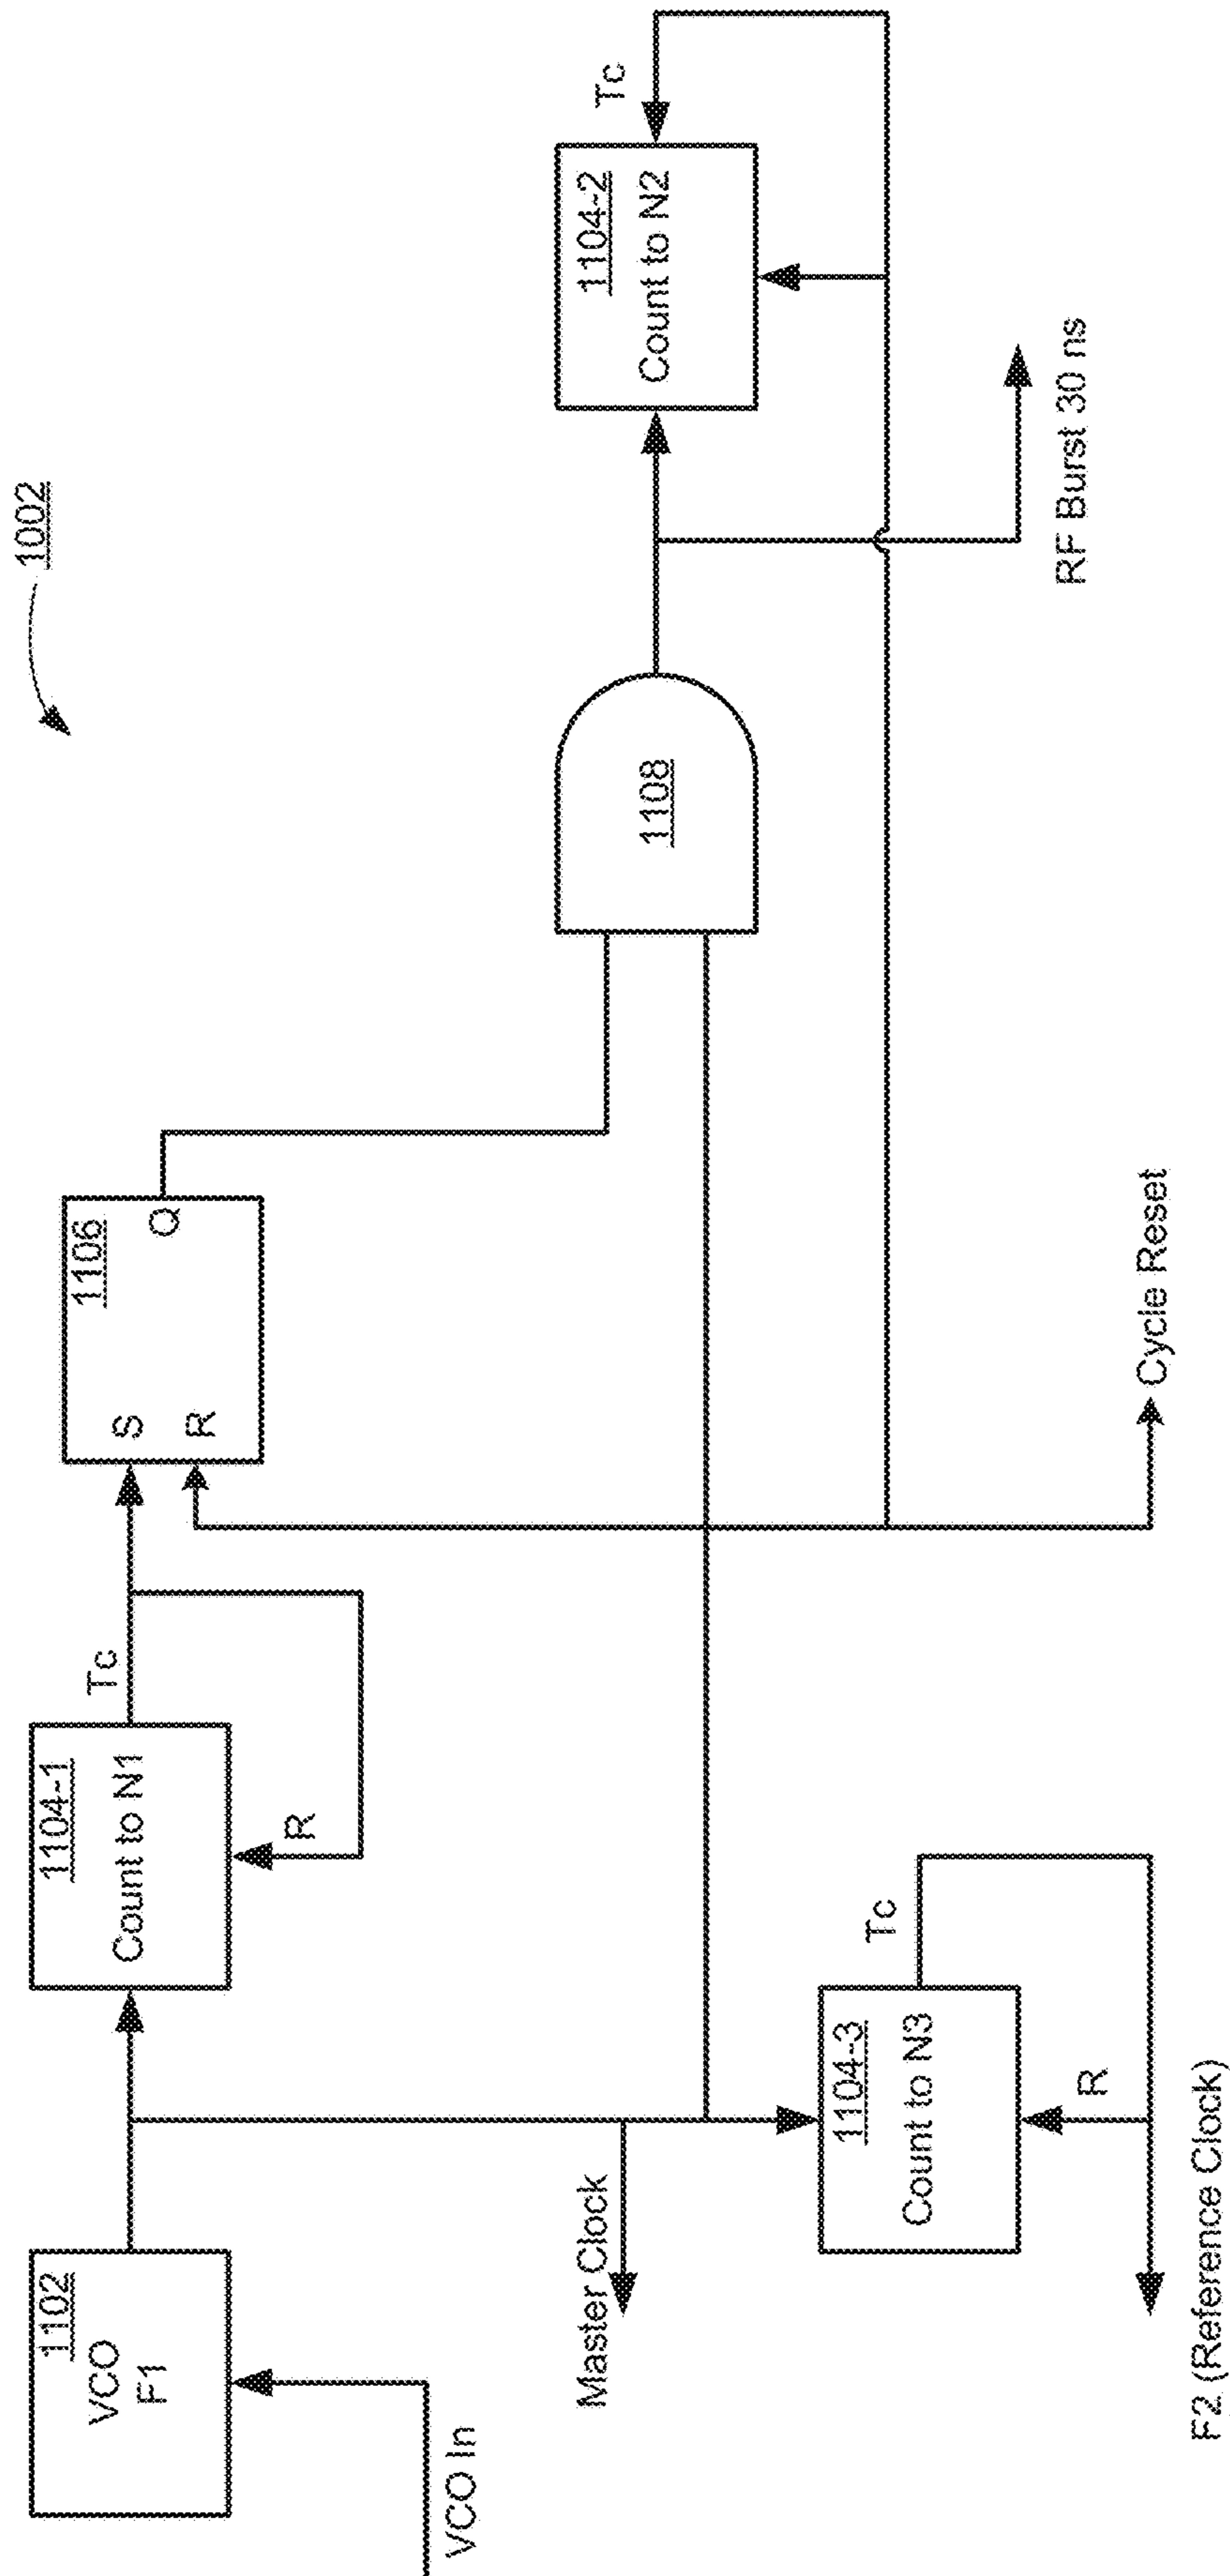 1002
1102
VCO
F1
VCO In
1104-1
Count to N1
Tc
R
1106
S
R
Q
Master Clock
1108
1104-2
Count to N2
Tc
RF Burst 30 ns
1104-3
Count to N3
Tc
R
F2 (Reference Clock)
Cycle Reset